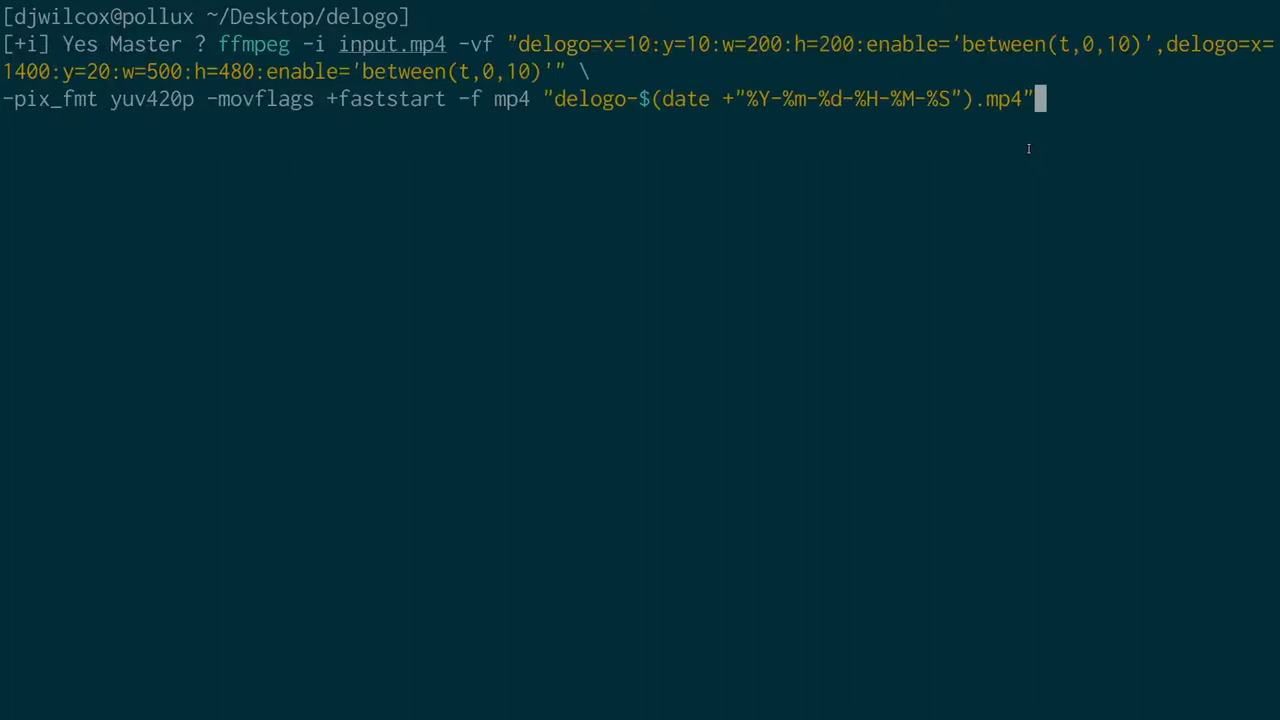 [djwilcox@pollux ~/Desktop/delogo]
[+i] Yes Master ? ffmpeg -i input.mp4 -vf "delogo=x=10:y=10:w=200:h=200:enable='between(t,0,10)',delogo=x=
1400:y=20:w=500:h=480:enable='between(t,0,10)'" \
-pix_fmt yuv420p -movflags +faststart -f mp4 "delogo-$(date +"%Y-%m-%d-%H-%M-%S").mp4"